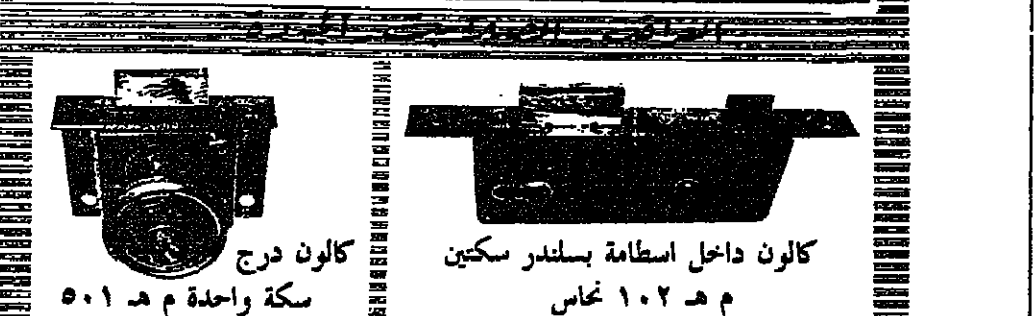 كالون داخل اسطامة بسلندر سكتين
م هـ ١٠٢ نحاس
كالون درج
سكة واحدة م هـ ٥٠١